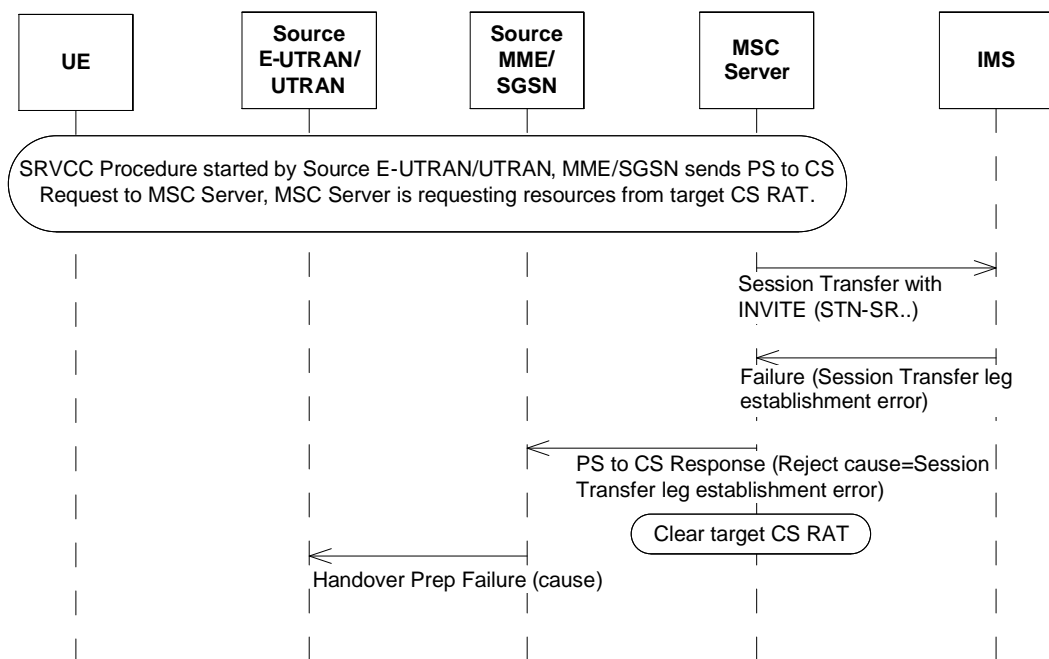 UE
Source
E-UTRAN/
UTRAN
Source
MME/
SGSN
MSC
Server
IMS
SRVCC Procedure started by Source E-UTRAN/UTRAN, MME/SGSN sends PS to CS
Request to MSC Server, MSC Server is requesting resources from target CS RAT.
Session Transfer with
INVITE (STN-SR..)
Failure (Session Transfer leg
establishment error)
PS to CS Response (Reject cause=Session
Transfer leg establishment error)
Clear target CS RAT
Handover Prep Failure (cause)